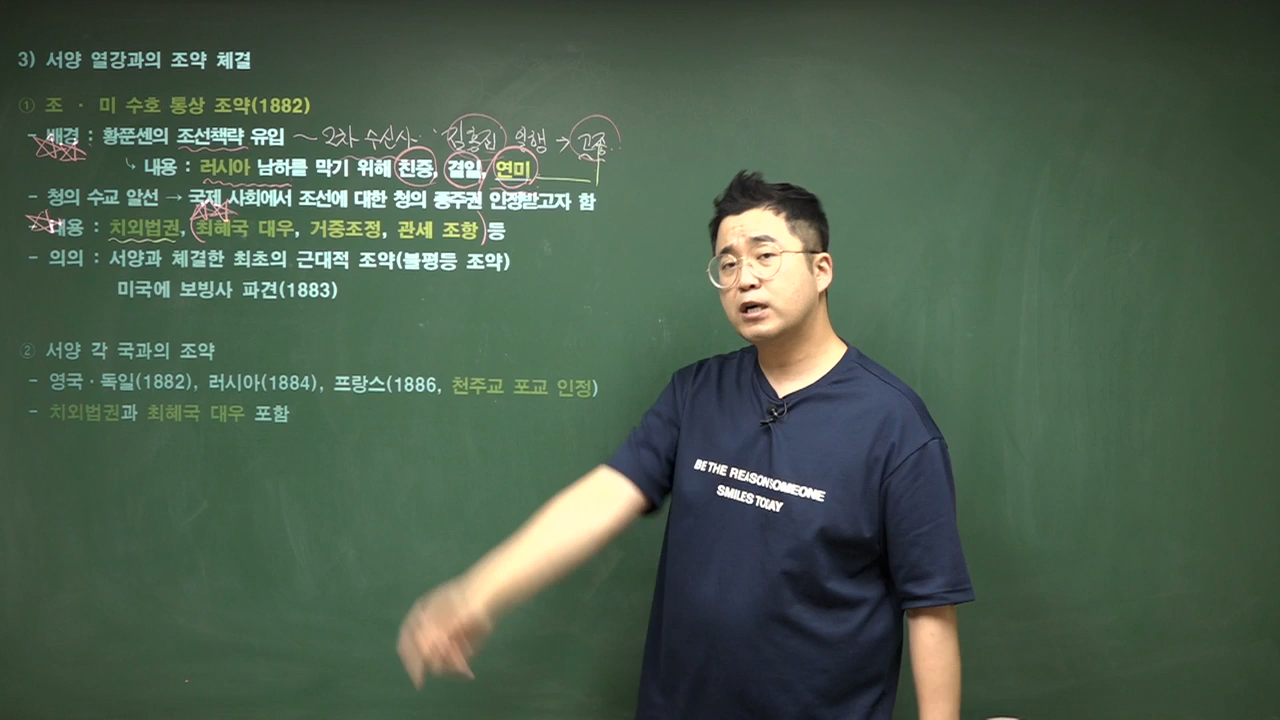 3) 서양 열강과의 조약 체결
① 조 · 미 수호 통상 조약(1882)
- 배경 : 황쭌셴의 조선책략 유입 ~ 2차 수신사 김홍집 일행 → 고종
내용 : 러시아 남하를 막기 위해 친중, 결일, 연미
- 청의 수교 알선 → 국제 사회에서 조선에 대한 청의 종주권 인정받고자 함
- 내용 : 치외법권, 최혜국 대우, 거중조정, 관세 조항 등
- 의의 : 서양과 체결한 최초의 근대적 조약(불평등 조약)
미국에 보빙사 파견(1883)
② 서양 각 국과의 조약
- 영국·독일(1882), 러시아(1884), 프랑스(1886, 천주교 포교 인정)
- 치외법권과 최혜국 대우 포함
BE THE REASON SOMEONE
SMILES TODAY